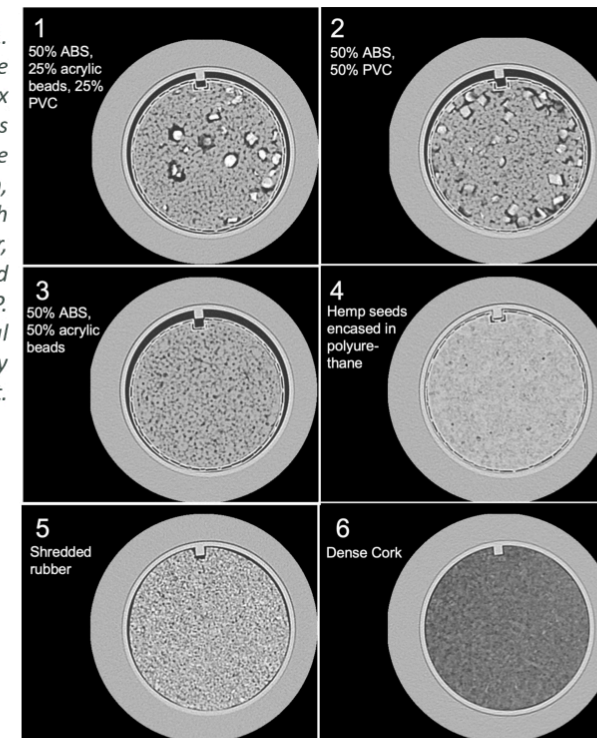 1
50% ABS,
25% acrylic
beads, 25%
PVC
2
50% ABS,
50% PVC
3
50% ABS,
50% acrylic
beads
4
Hemp seeds
encased in
polyure-
thane
5
Shredded
rubber
6
Dense Cork